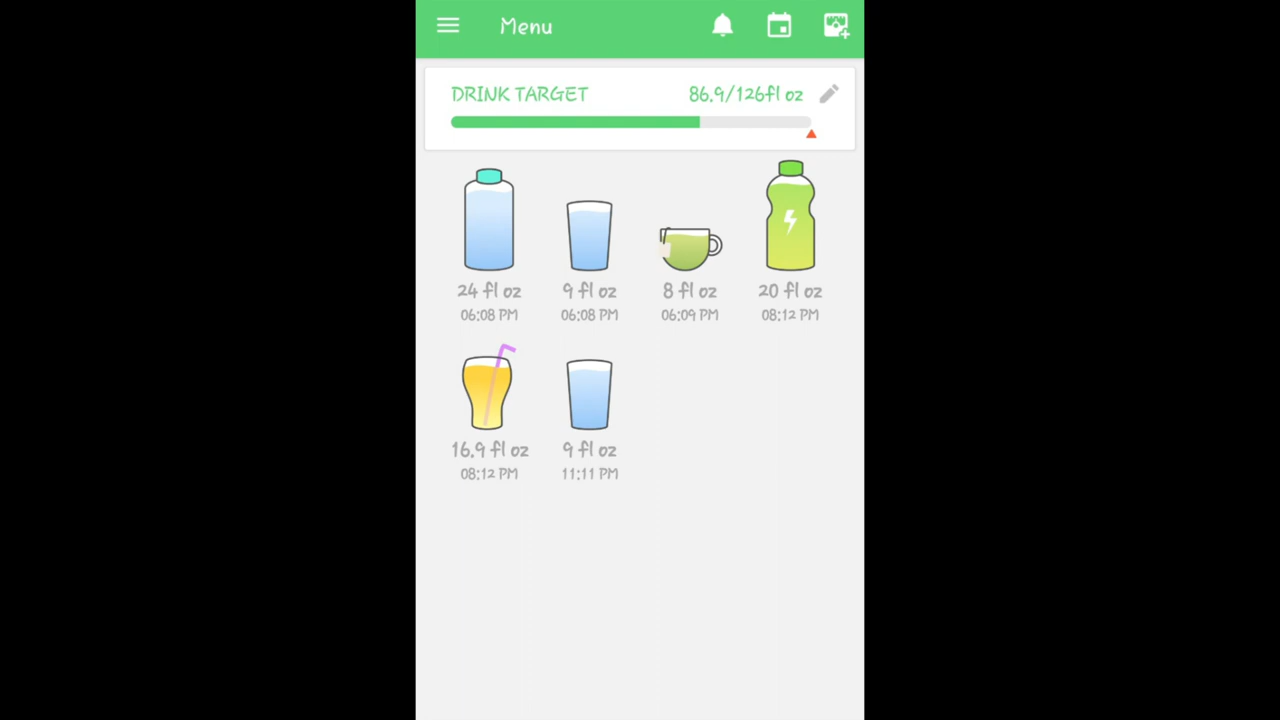 Menu
DRINK TARGET 86.9/126fl oz
24 fl oz 9 fl oz 8 fl oz 20 fl oz
06:08 PM 06:08 PM 06:09 PM 08:12 PM
16.9 fl oz 9 fl oz
08:12 PM 11:11 PM